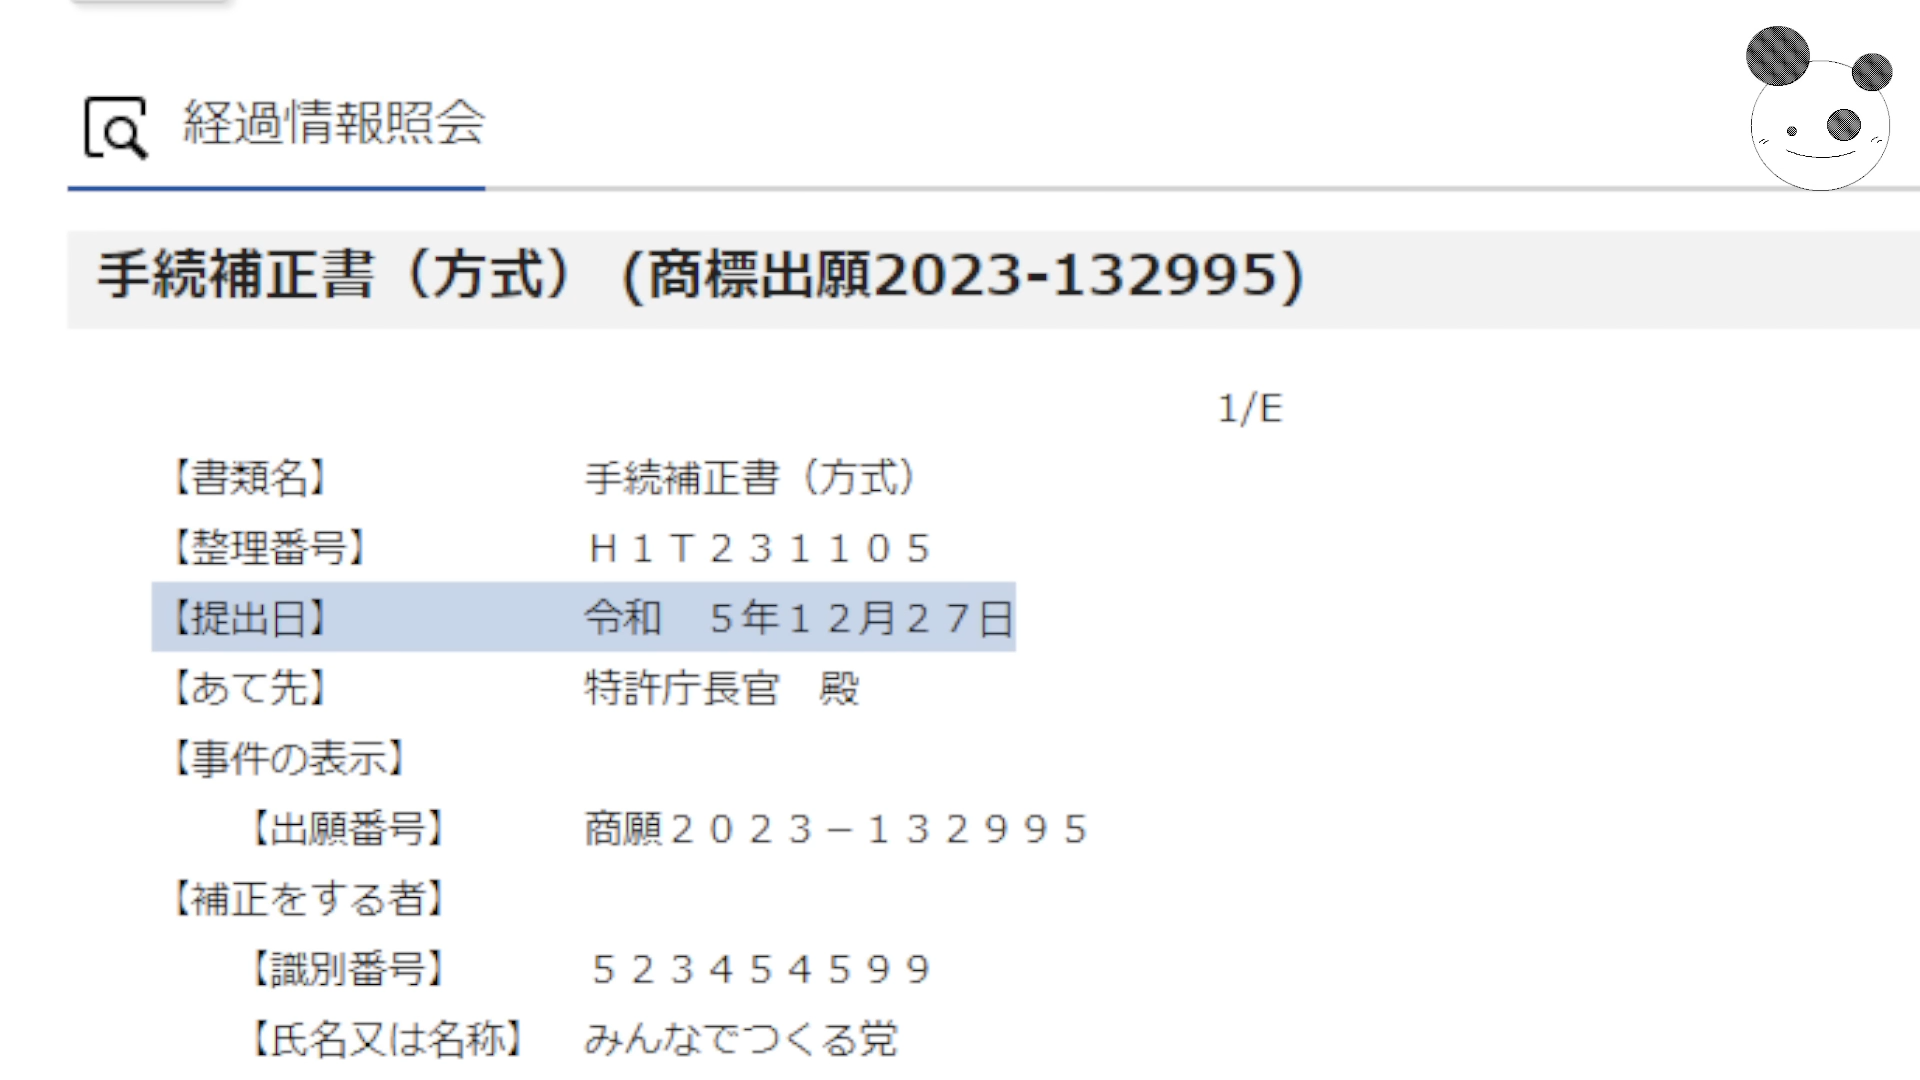 経過情報照会
手続補正書（方式） (商標出願2023-132995)
1/E
【書類名】 手続補正書（方式）
【整理番号】 Ｈ１Ｔ２３１１０５
【提出日】 令和　５年１２月２７日
【あて先】 特許庁長官　殿
【事件の表示】
【出願番号】 商願２０２３－１３２９９５
【補正をする者】
【識別番号】 ５２３４５４５９９
【氏名又は名称】 みんなでつくる党